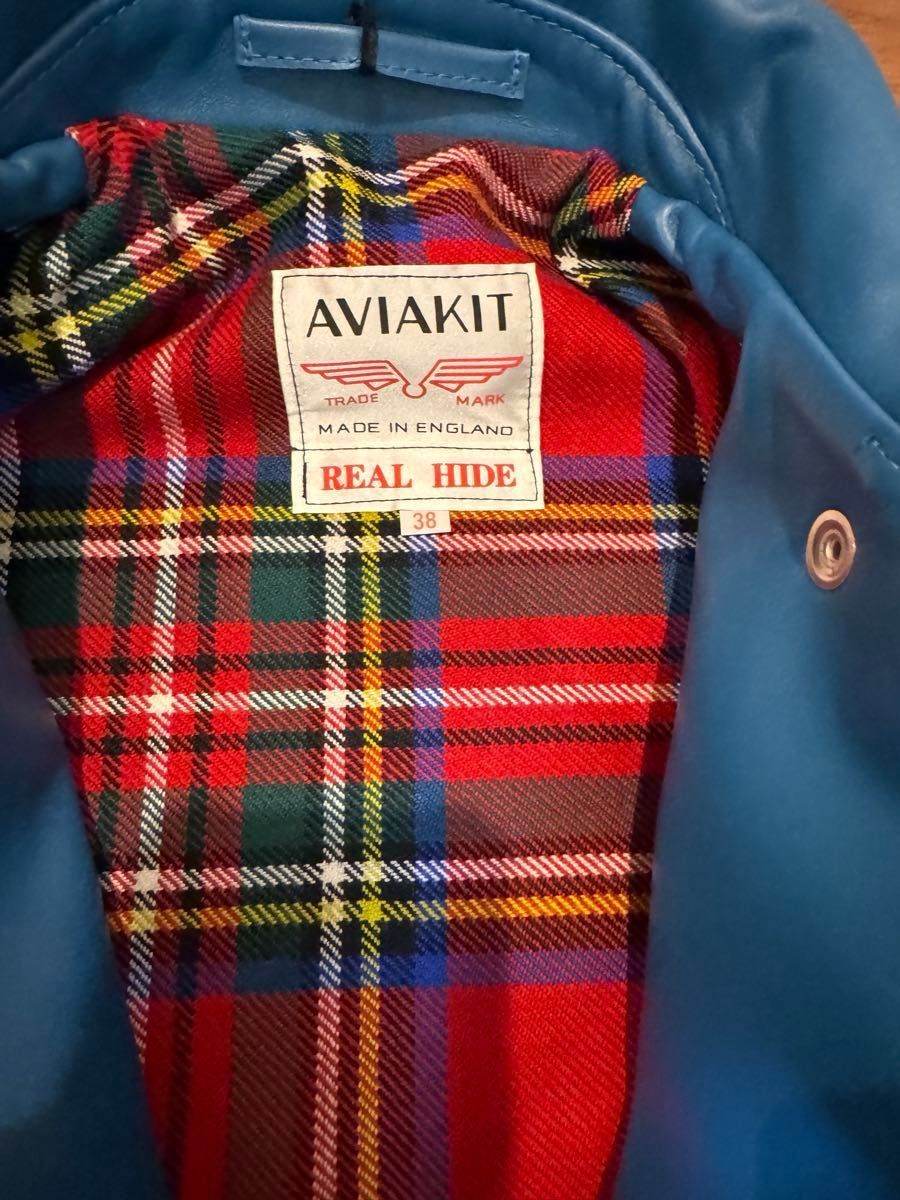 AVIAKIT
TRADE MARK
MADE IN ENGLAND
REAL HIDE
38